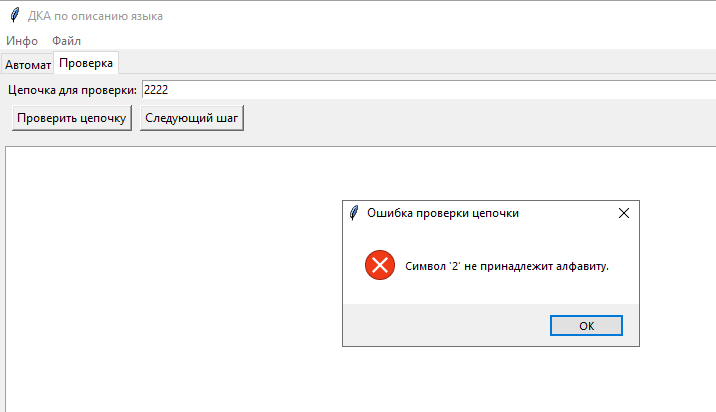 ДКА по описанию языка
Инфо Файл
Автомат Проверка
Цепочка для проверки: 2222
Проверить цепочку Следующий шаг
Ошибка проверки цепочки
Символ '2' не принадлежит алфавиту.
OK